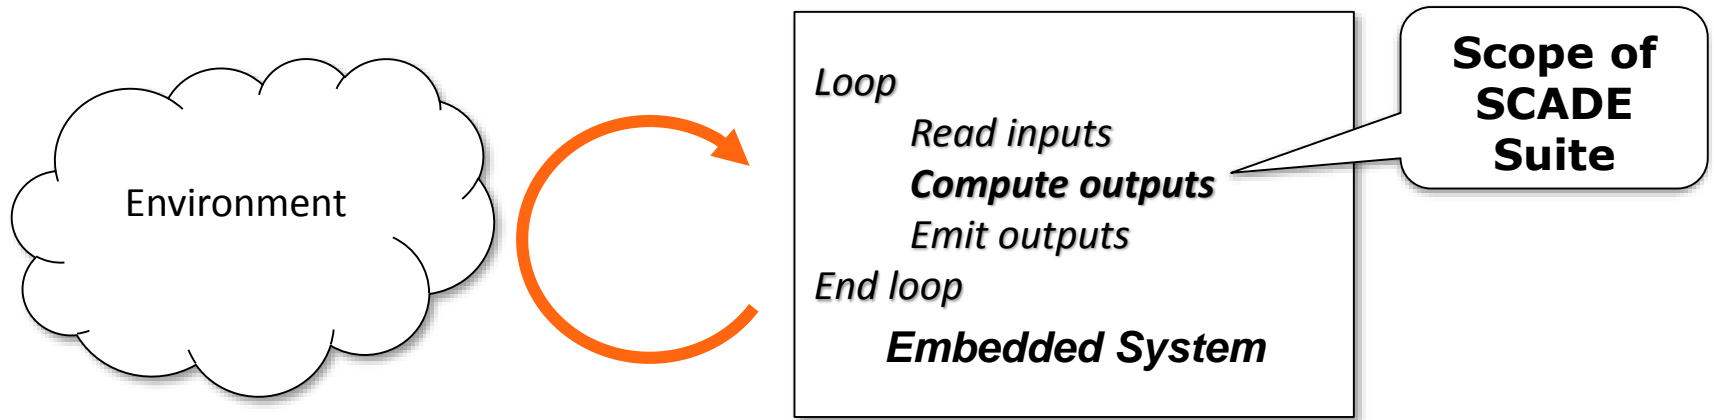 Environment
Loop
Read inputs
Compute outputs
Emit outputs
End loop
Embedded System
Scope of
SCADE
Suite